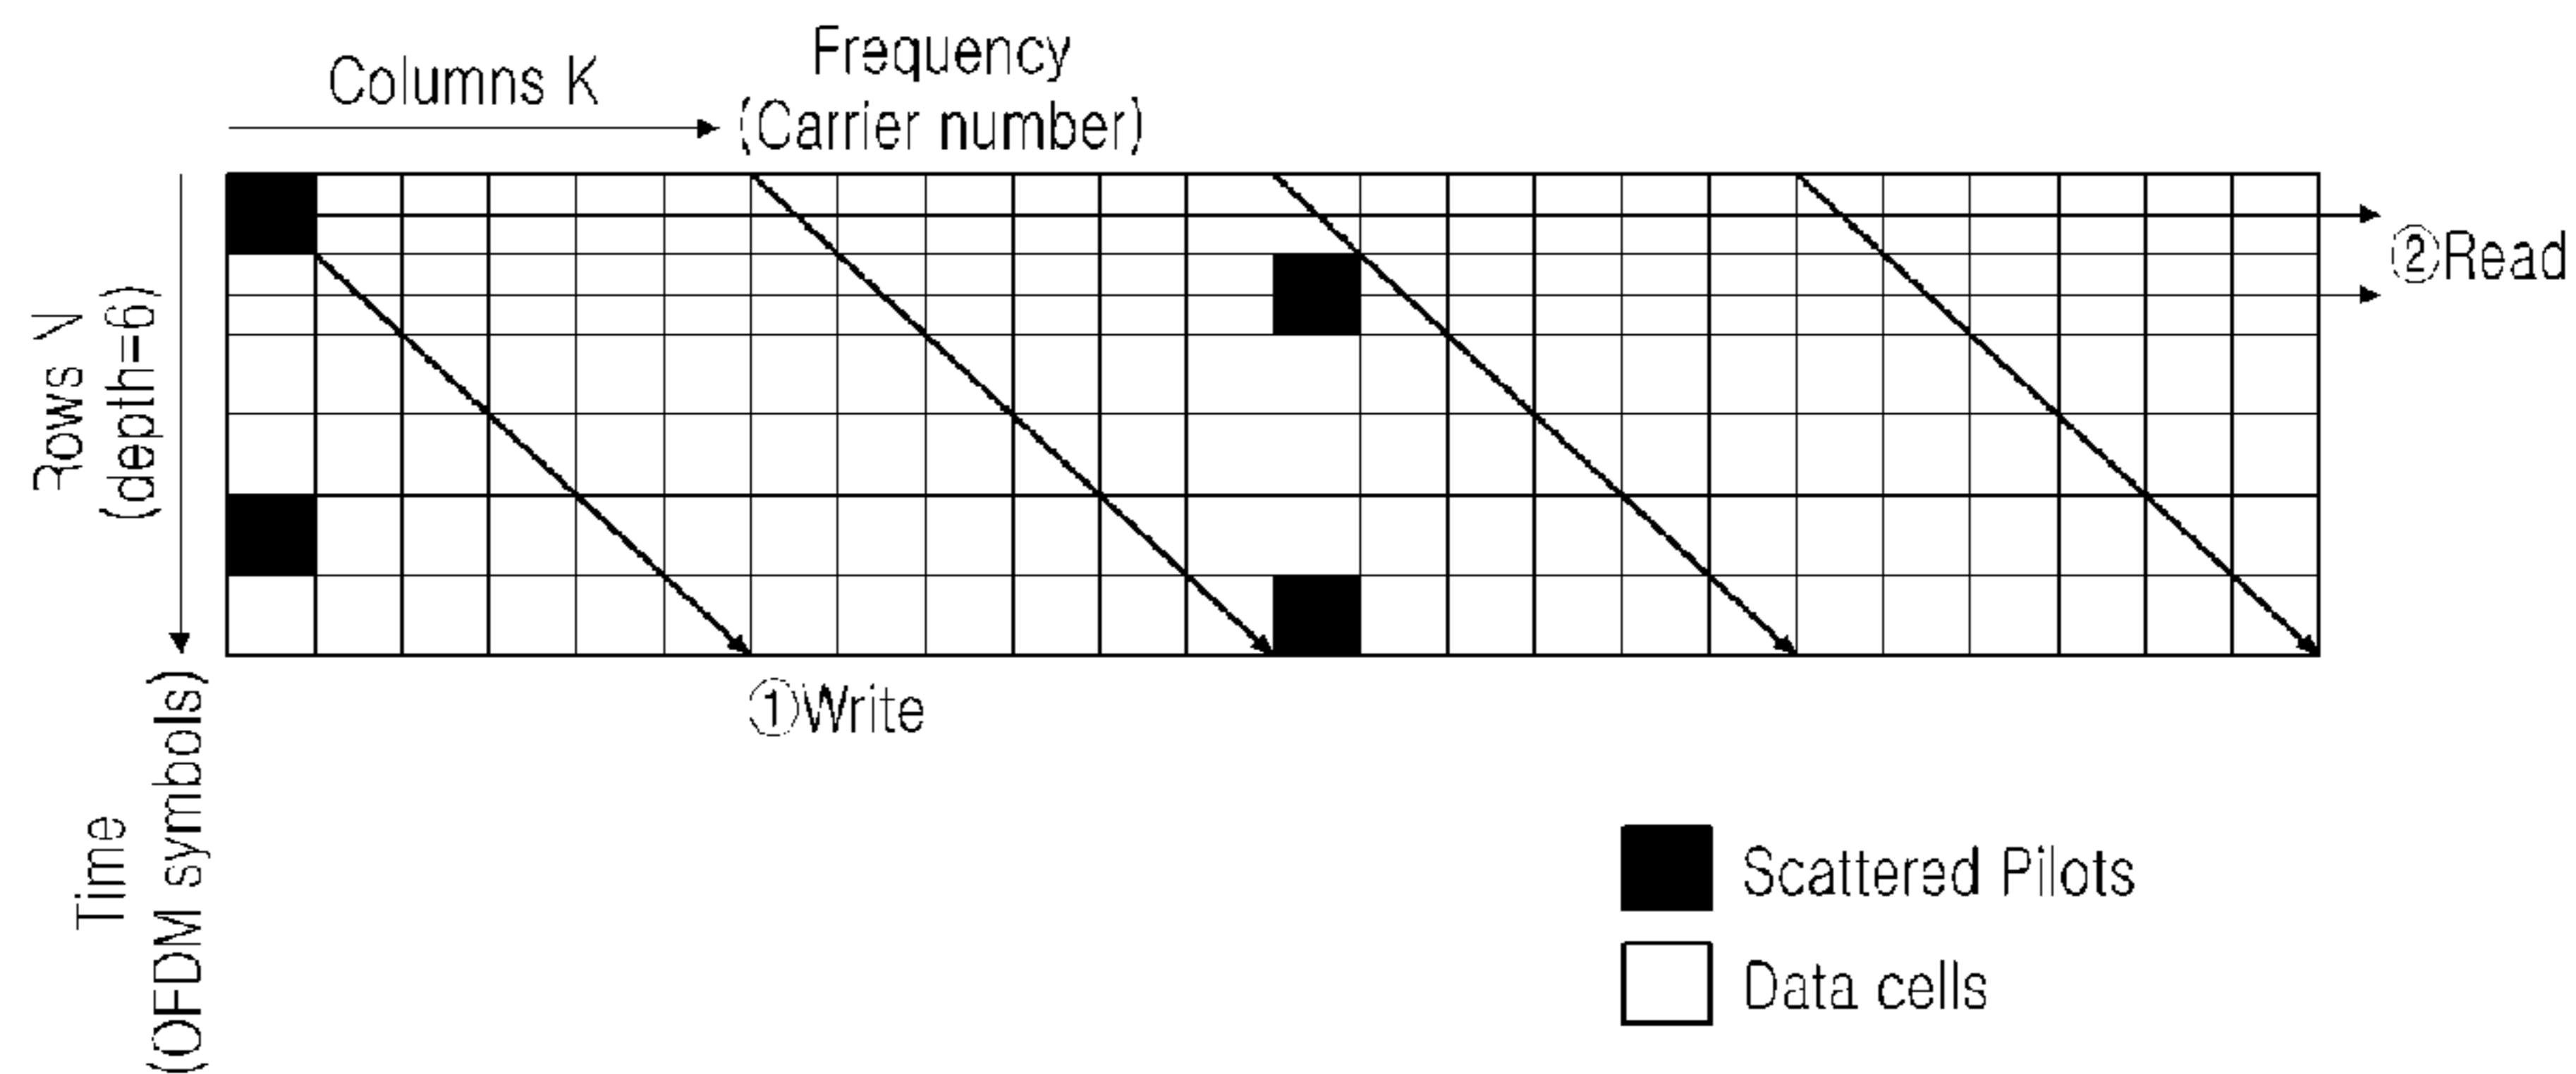 Columns K
Frequency
(Carrier number)
②Read
Rows N
(depth=6)
Time
(OFDM symbols)
①Write
Scattered Pilots
Data cells